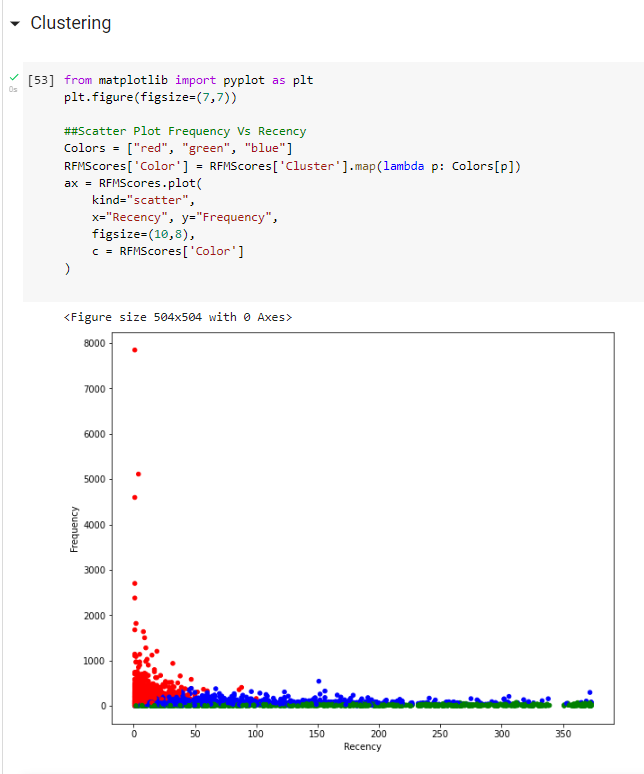 Clustering
[53] from matplotlib import pyplot as plt
0s
plt.figure(figsize=(7,7))
##Scatter Plot Frequency Vs Recency
Colors = ["red", "green", "blue"]
RFMScores['Color'] = RFMScores['Cluster'].map(lambda p: Colors[p])
ax = RFMScores.plot(
kind="scatter",
x="Recency", y="Frequency",
figsize=(10,8),
c = RFMScores['Color']
)
<Figure size 504x504 with 0 Axes>
8000
7000
6000
5000
4000
3000
2000
1000
0
Frequency
0 50 100 150 200 250 300 350
Recency